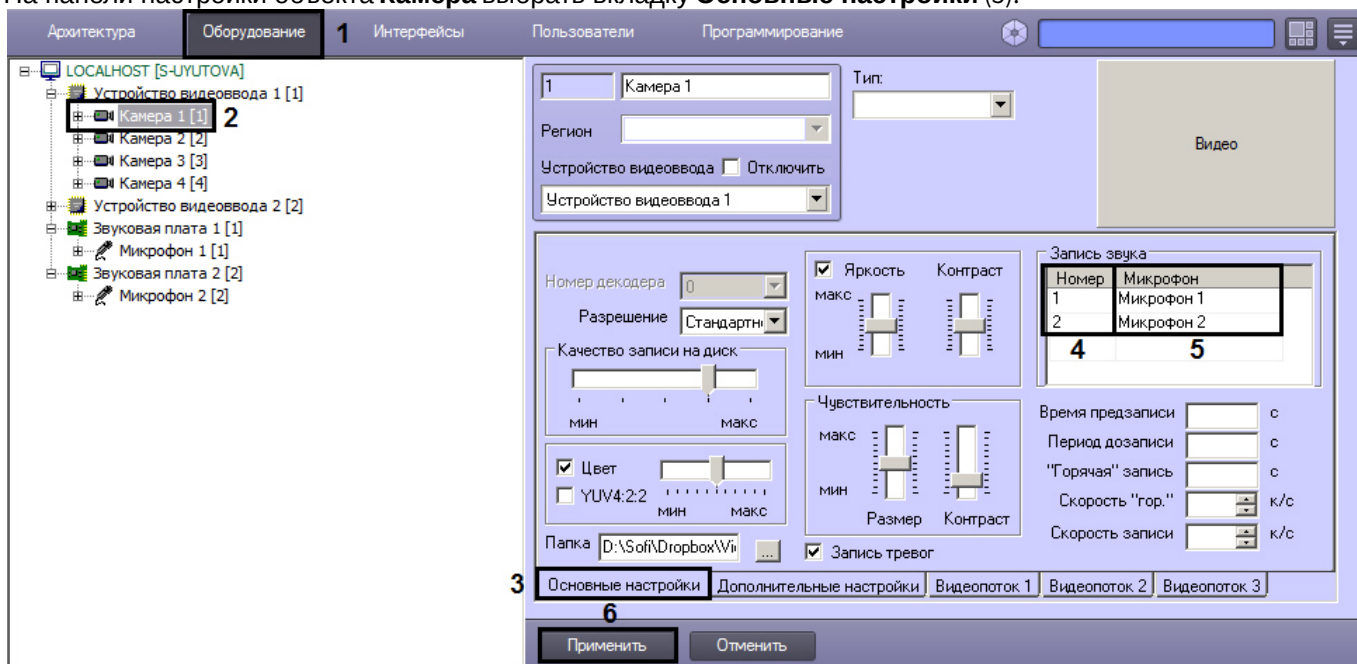 На панели настройки объекта Камера выбрать вкладку Основные настройки (3).
Архитектура Оборудование 1 Интерфейсы Пользователи Программирование
LOCALHOST [S-UYUTOVA]
Устройство видеоввода 1 [1]
Камера 1 [1] 2
Камера 2 [2]
Камера 3 [3]
Камера 4 [4]
Устройство видеоввода 2 [2]
Звуковая плата 1 [1]
Микрофон 1 [1]
Звуковая плата 2 [2]
Микрофон 2 [2]
1 Камера 1
Тип:
Регион
Устройство видеоввода Отключить
Устройство видеоввода 1
Видео
Номер декодера 0
Разрешение Стандартн
Качество записи на диск
мин макс
Цвет
YUV4:2:2
мин макс
Папка D:\Sofi\Dropbox\Vi ...
Яркость Контраст
макс
мин
Чувствительность
макс
мин
Размер Контраст
Запись тревог
Запись звука
Номер Микрофон
1 Микрофон 1
2 Микрофон 2
4 5
Время предзаписи с
Период дозаписи с
"Горячая" запись с
Скорость "гор." к/с
Скорость записи к/с
3 Основные настройки Дополнительные настройки Видеопоток 1 Видеопоток 2 Видеопоток 3
6
Применить Отменить